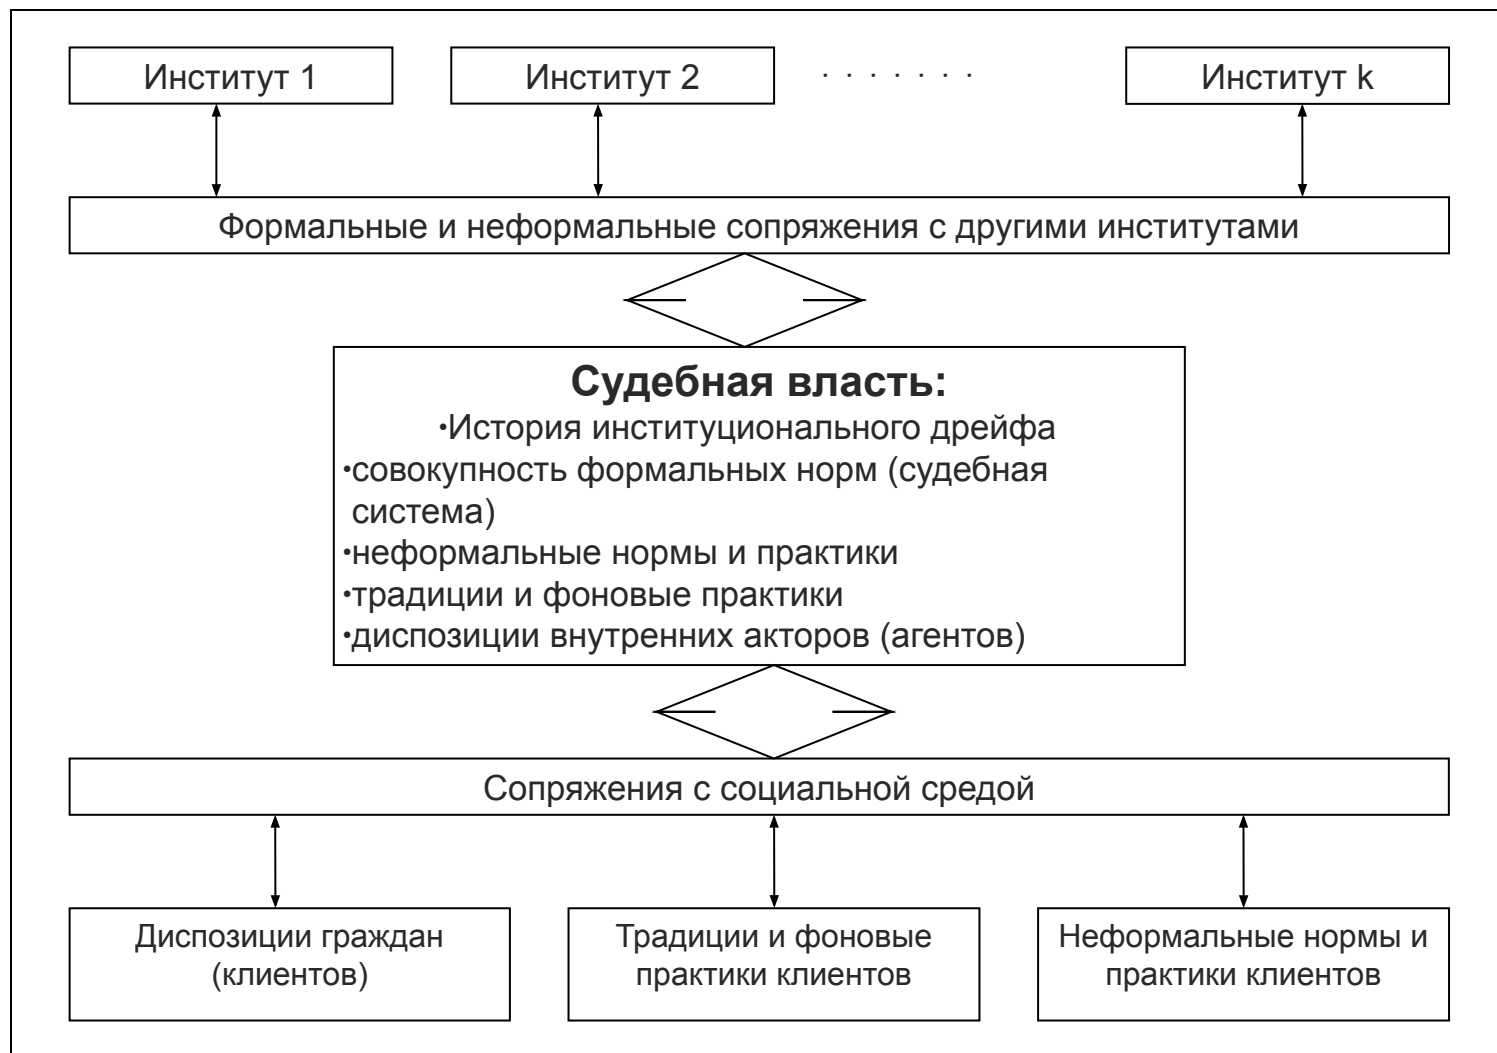 Институт 1
Институт 2
. . . . . . .
Институт k
Формальные и неформальные сопряжения с другими институтами
Судебная власть:
•История институционального дрейфа
•совокупность формальных норм (судебная
система)
•неформальные нормы и практики
•традиции и фоновые практики
•диспозиции внутренних акторов (агентов)
Сопряжения с социальной средой
Диспозиции граждан
(клиентов)
Традиции и фоновые
практики клиентов
Неформальные нормы и
практики клиентов